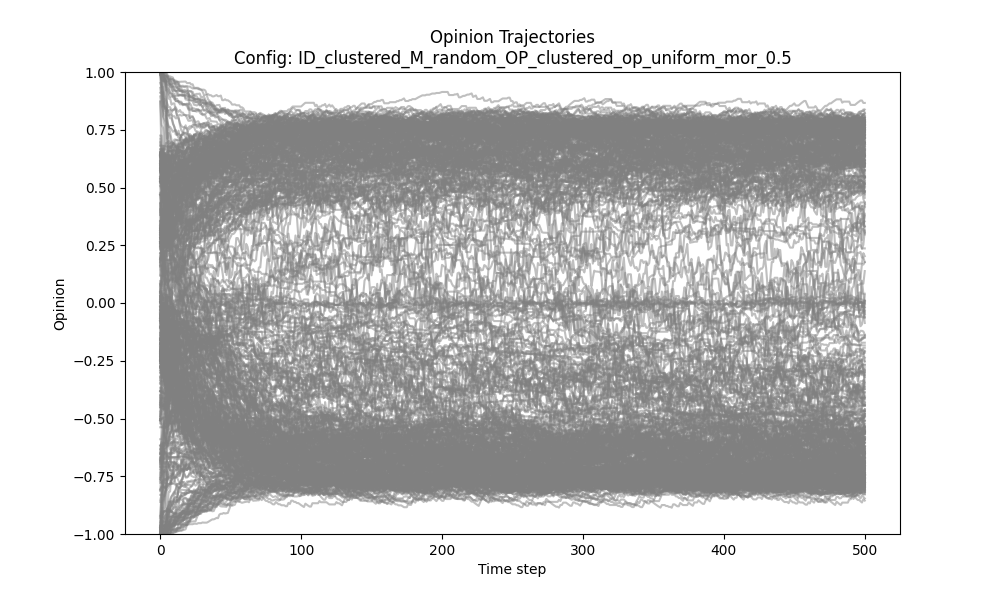 Opinion Trajectories
Config: ID_clustered_M_random_OP_clustered_op_uniform_mor_0.5
1.00
0.75
0.50
0.25
0.00
−0.25
−0.50
−0.75
−1.00
Opinion
0 100 200 300 400 500
Time step